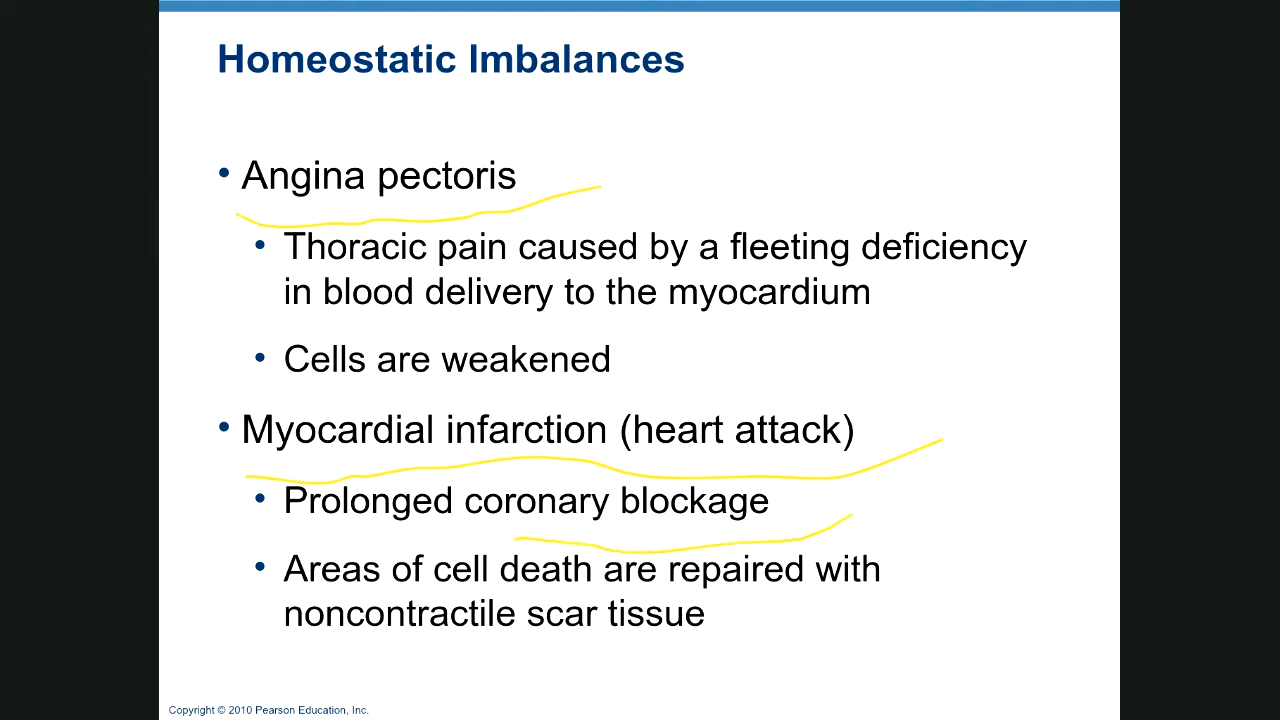 Homeostatic Imbalances
• Angina pectoris
• Thoracic pain caused by a fleeting deficiency
in blood delivery to the myocardium
• Cells are weakened
• Myocardial infarction (heart attack)
• Prolonged coronary blockage
• Areas of cell death are repaired with
noncontractile scar tissue
Copyright © 2010 Pearson Education, Inc.